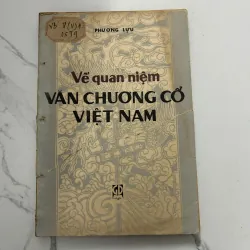 PHƯƠNG LỰU
Về quan niệm
VĂN CHƯƠNG CỔ
VIỆT NAM